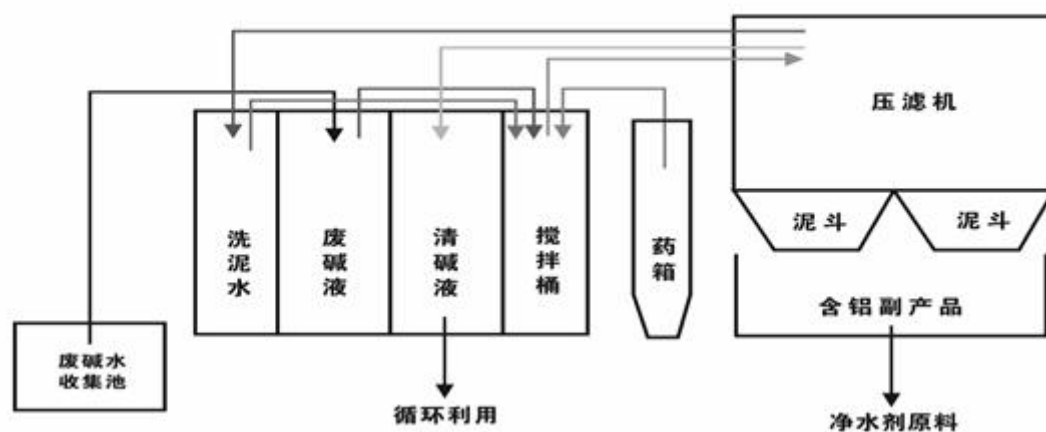 压滤机
泥斗
泥斗
洗泥水
废碱液
清碱液
搅拌桶
药箱
含铝副产品
废碱水
收集池
循环利用
净水剂原料